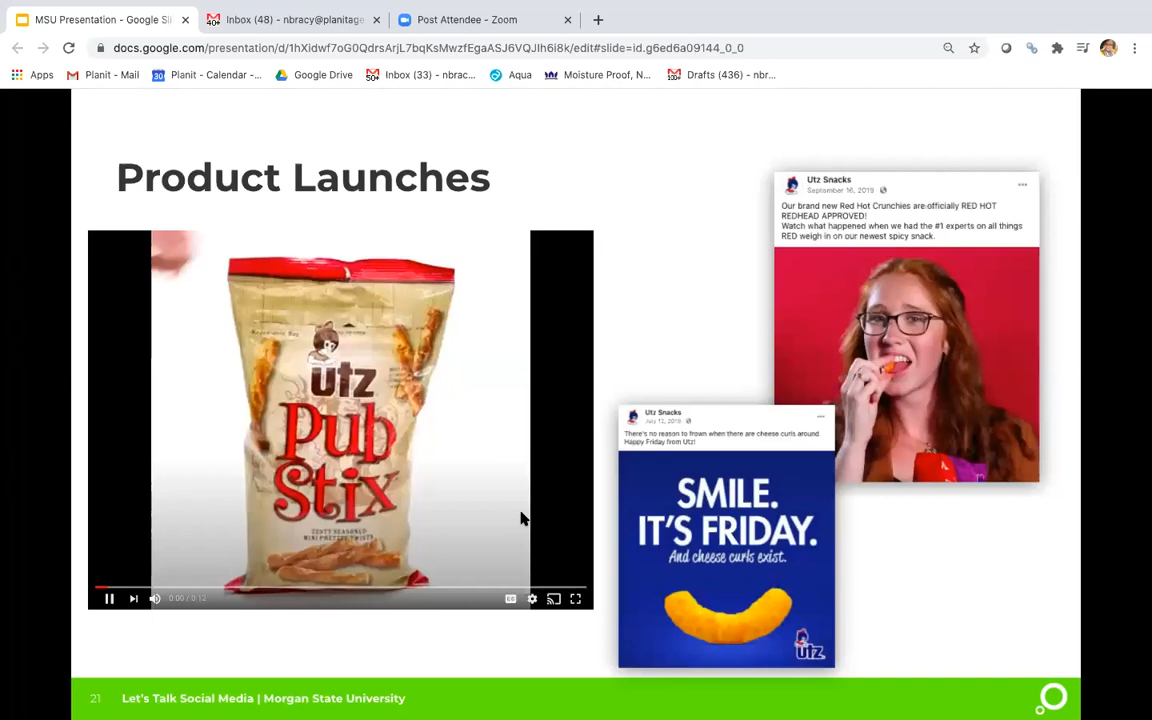 MSU Presentation - Google Sli
Inbox (48) - nbracy@planitage
Post Attendee - Zoom
docs.google.com/presentation/d/1hXidwf7oG0QdrsArjL7bqKsMwzfEgaASJ6VQJIh6i8k/edit#slide=id.g6ed6a09144_0_0
Apps
Planit - Mail
Planit - Calendar -...
Google Drive
Inbox (33) - nbrac...
Aqua
Moisture Proof, N...
Drafts (436) - nbr...
Product Launches
Utz Snacks
September 16, 2019
Our brand new Red Hot Crunchies are officially RED HOT
REDHEAD APPROVED!
Watch what happened when we had the #1 experts on all things
RED weigh in on our newest spicy snack.
utz
Pub
Stix
ZESTY SEASONED
MINI PRETZEL TWISTS
0:00 / 0:12
Utz Snacks
July 12, 2019
There's no reason to frown when there are cheese curls around.
Happy Friday from Utz!
SMILE.
IT'S FRIDAY.
And cheese curls exist.
utz
21
Let's Talk Social Media | Morgan State University